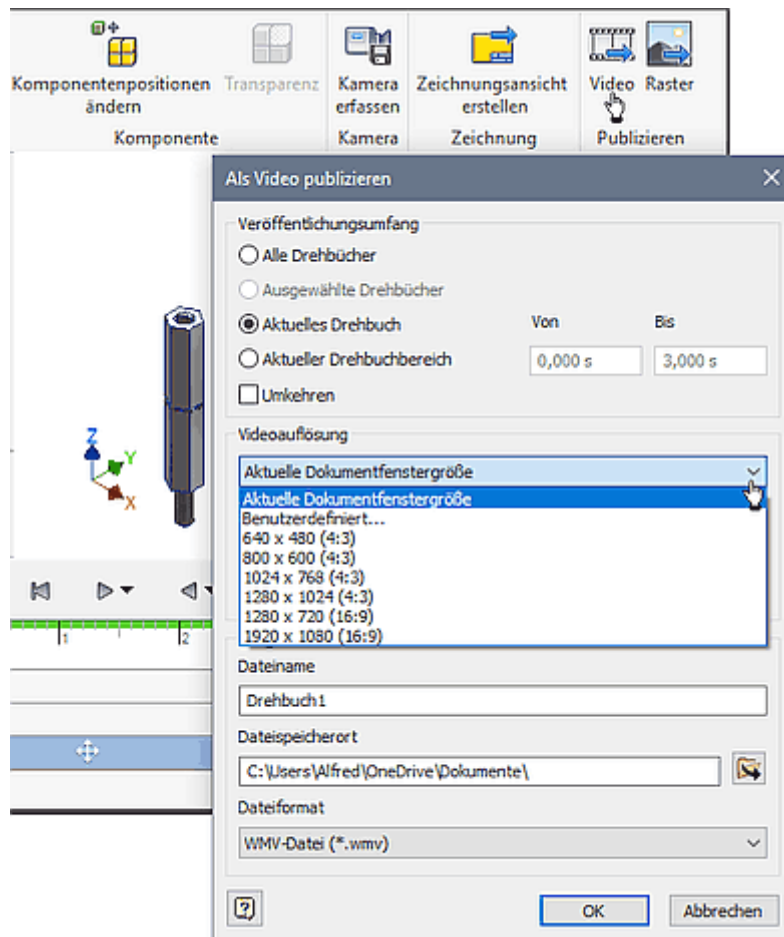 Komponentenpositionen ändern
Transparenz
Kamera erfassen
Zeichnungsansicht erstellen
Video
Raster
Komponente
Kamera
Zeichnung
Publizieren
Als Video publizieren
Veröffentlichungsumfang
Alle Drehbücher
Ausgewählte Drehbücher
Aktuelles Drehbuch
Von
Bis
Aktueller Drehbuchbereich
0,000 s
3,000 s
Umkehren
Videoauflösung
Aktuelle Dokumentfenstergröße
Aktuelle Dokumentfenstergröße
Benutzerdefiniert...
640 x 480 (4:3)
800 x 600 (4:3)
1024 x 768 (4:3)
1280 x 1024 (4:3)
1280 x 720 (16:9)
1920 x 1080 (16:9)
Z
Y
X
1
2
Dateiname
Drehbuch1
Dateispeicherort
C:\Users\Alfred\OneDrive\Dokumente\
Dateiformat
WMV-Datei (*.wmv)
OK
Abbrechen